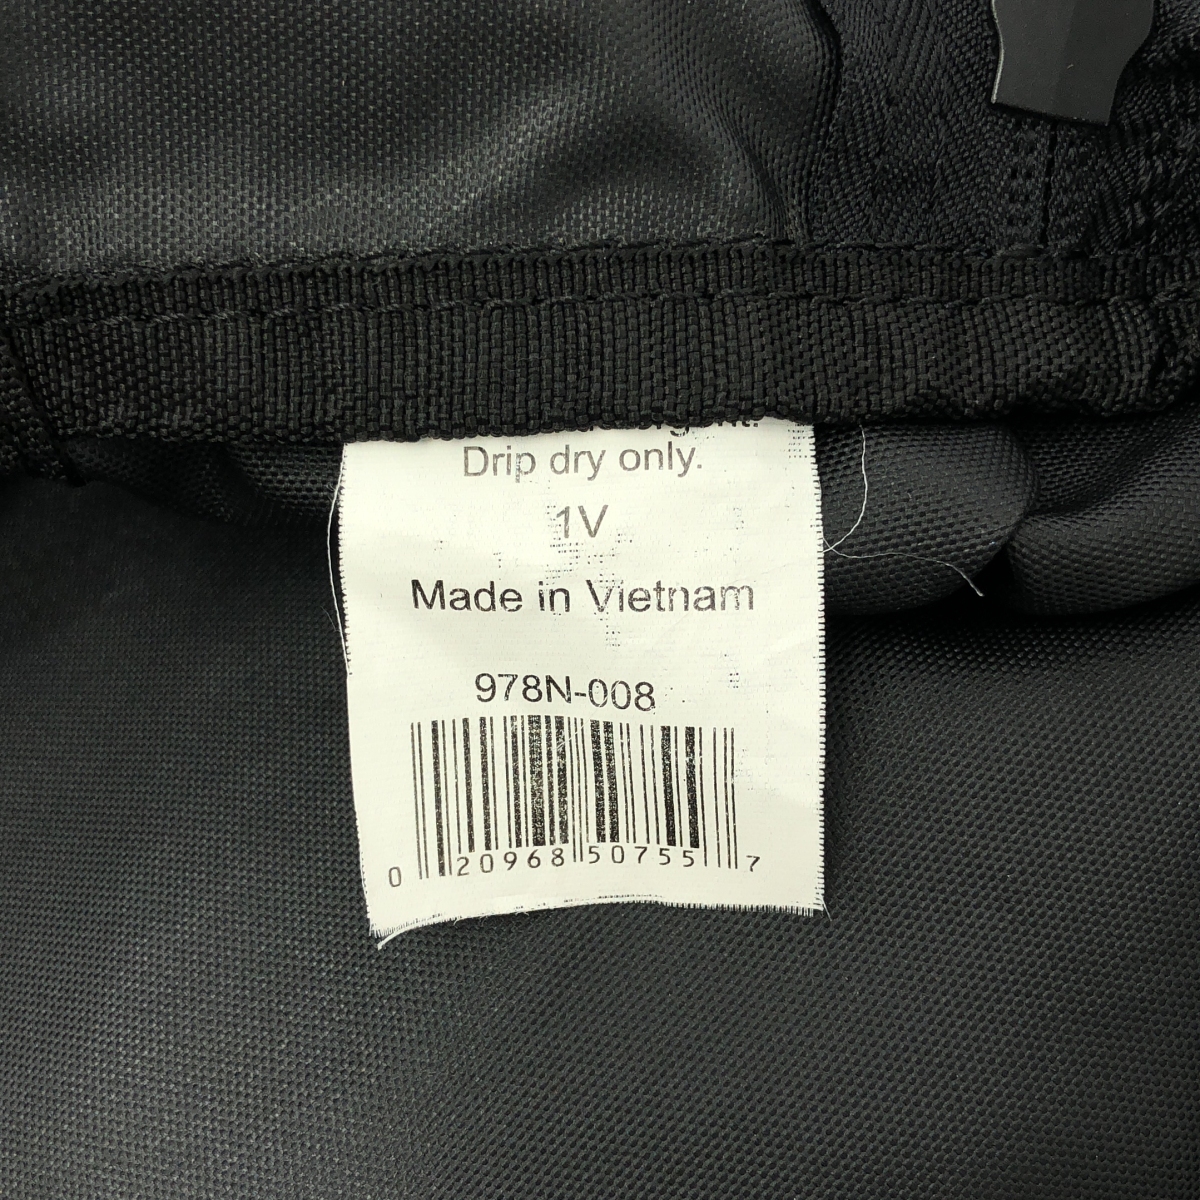 Drip dry only.
1V
Made in Vietnam
978N-008
0 20968 50755 7